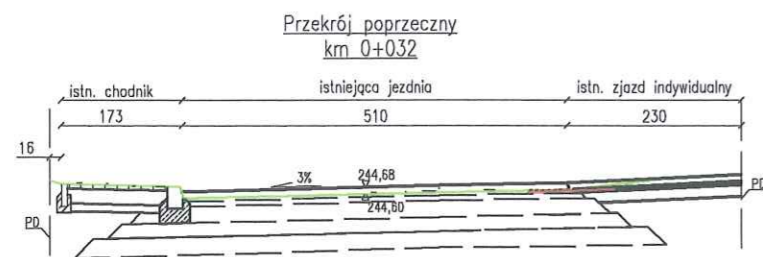 Przekrój poprzeczny
km 0+032
istn. chodnik
istniejąca jezdnia
istn. zjazd indywidualny
173
510
230
16
3%
244,68
244,60
PD
PD